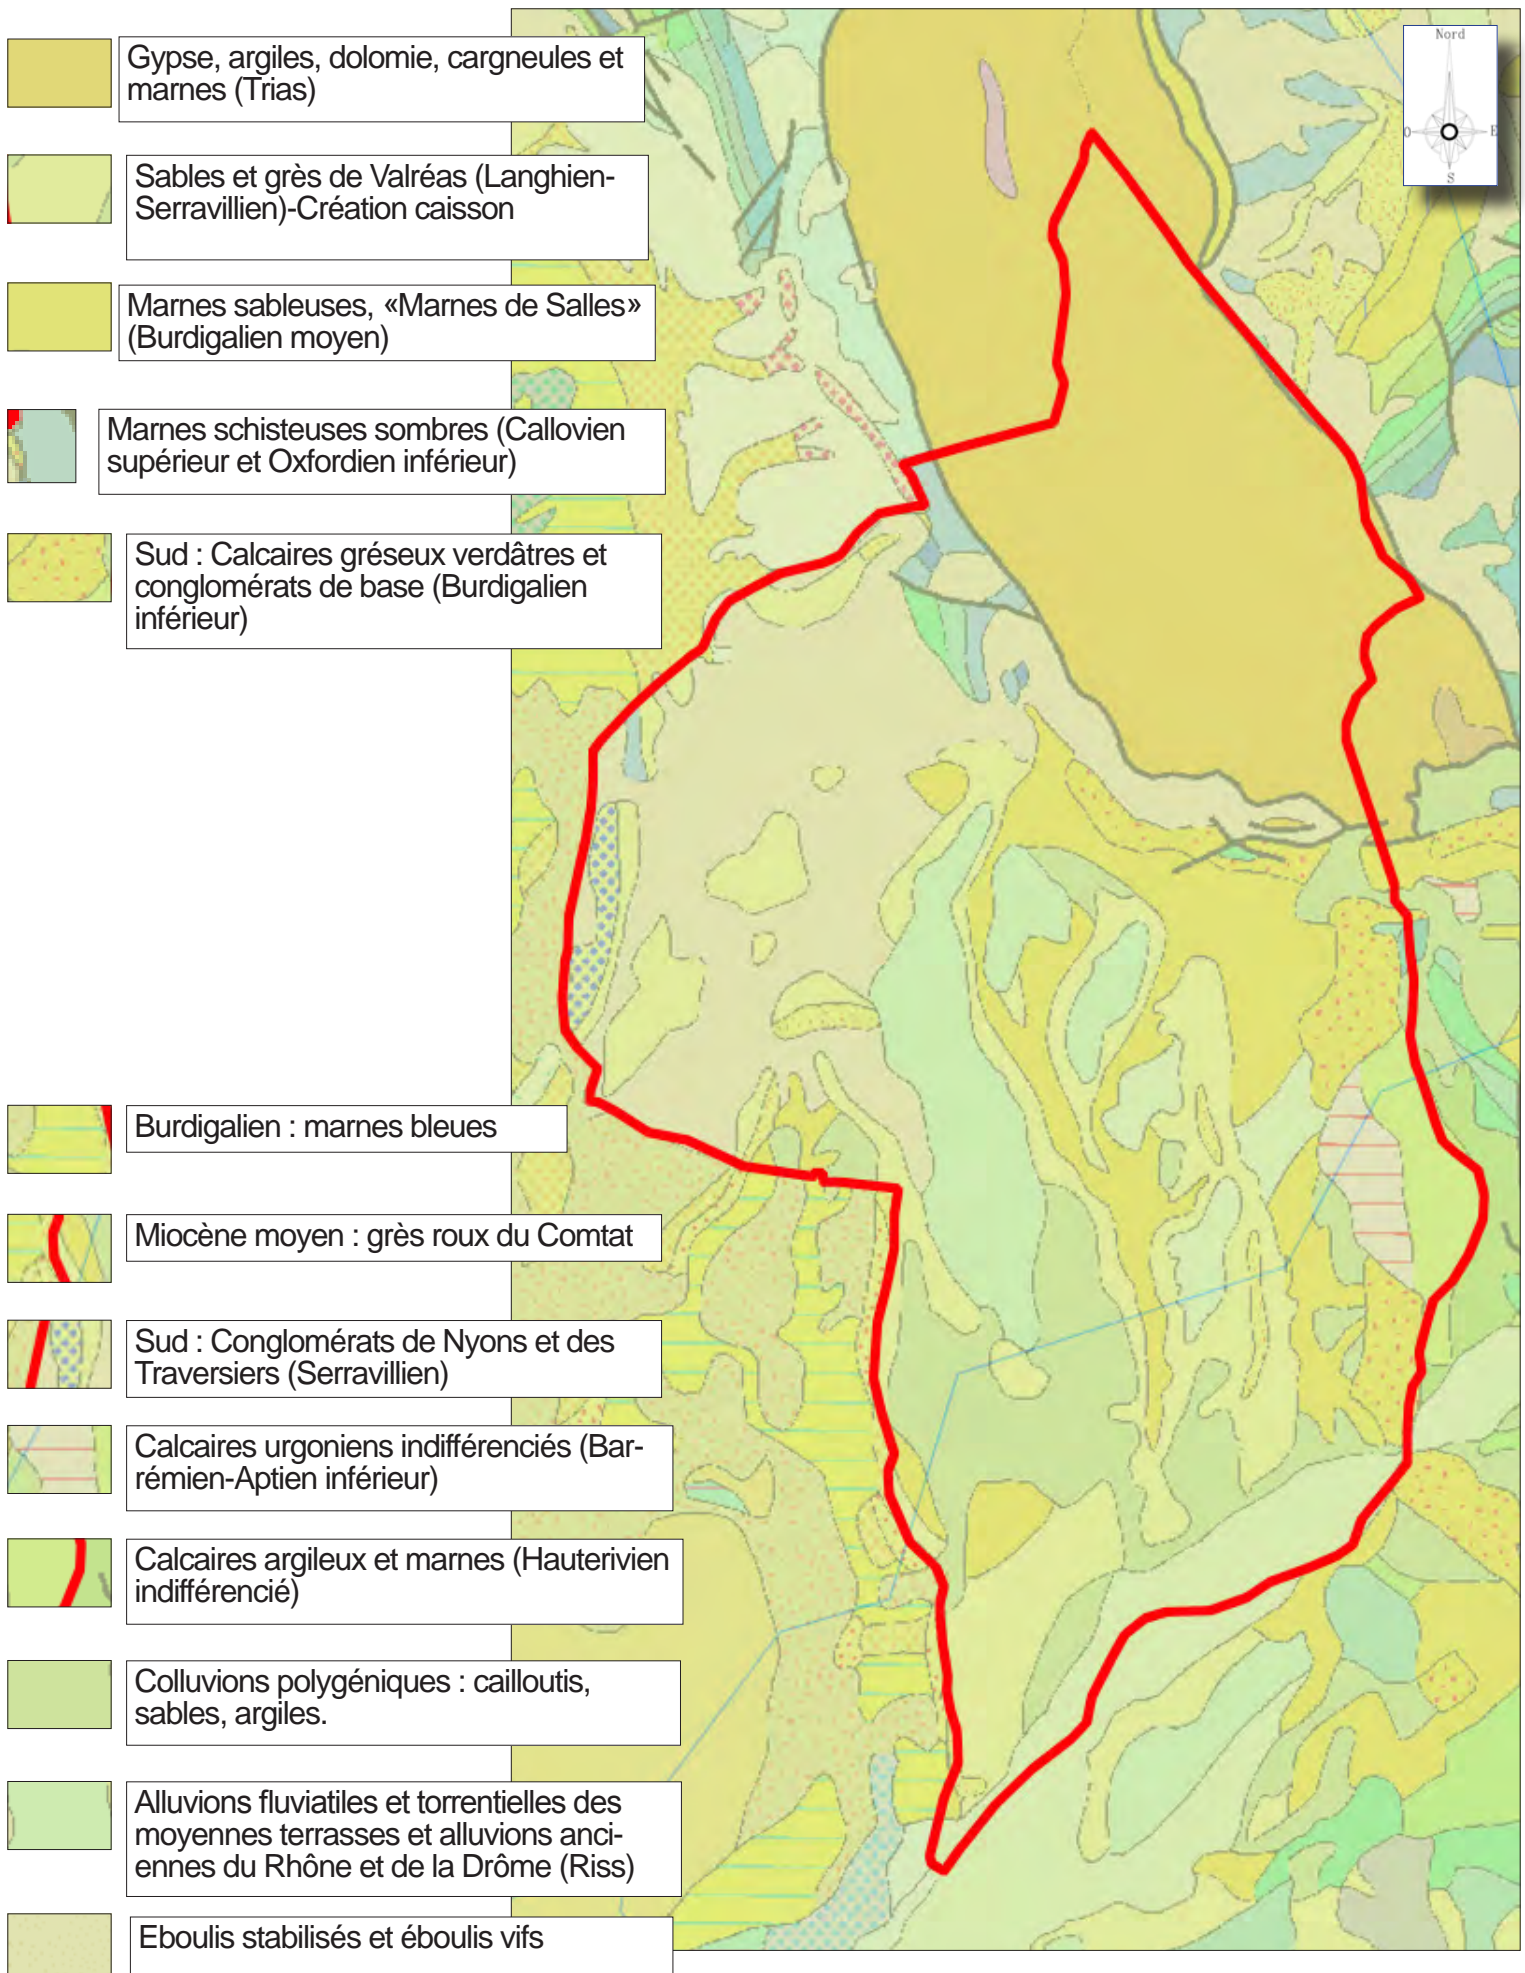 Gypse, argiles, dolomie, cargneules et
marnes (Trias)
Sables et grès de Valréas (Langhien-
Serravillien)-Création caisson
Marnes sableuses, «Marnes de Salles»
(Burdigalien moyen)
Marnes schisteuses sombres (Callovien
supérieur et Oxfordien inférieur)
Sud : Calcaires gréseux verdâtres et
conglomérats de base (Burdigalien
inférieur)
Burdigalien : marnes bleues
Miocène moyen : grès roux du Comtat
Sud : Conglomérats de Nyons et des
Traversiers (Serravillien)
Calcaires urgoniens indifférenciés (Bar-
rémien-Aptien inférieur)
Calcaires argileux et marnes (Hauterivien
indifférencié)
Colluvions polygéniques : cailloutis,
sables, argiles.
Alluvions fluviatiles et torrentielles des
moyennes terrasses et alluvions anci-
ennes du Rhône et de la Drôme (Riss)
Eboulis stabilisés et éboulis vifs
Nord
O E
S